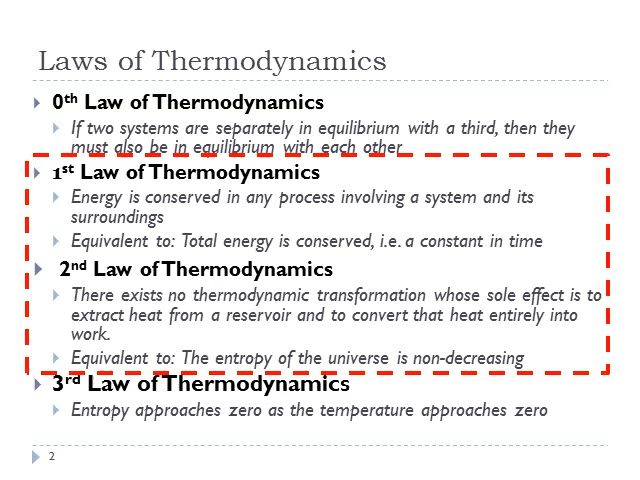 Laws of Thermodynamics
0th Law of Thermodynamics
If two systems are separately in equilibrium with a third, then they
must also be in equilibrium with each other
1st Law of Thermodynamics
Energy is conserved in any process involving a system and its
surroundings
Equivalent to: Total energy is conserved, i.e. a constant in time
2nd Law of Thermodynamics
There exists no thermodynamic transformation whose sole effect is to
extract heat from a reservoir and to convert that heat entirely into
work.
Equivalent to: The entropy of the universe is non-decreasing
3rd Law of Thermodynamics
Entropy approaches zero as the temperature approaches zero
2